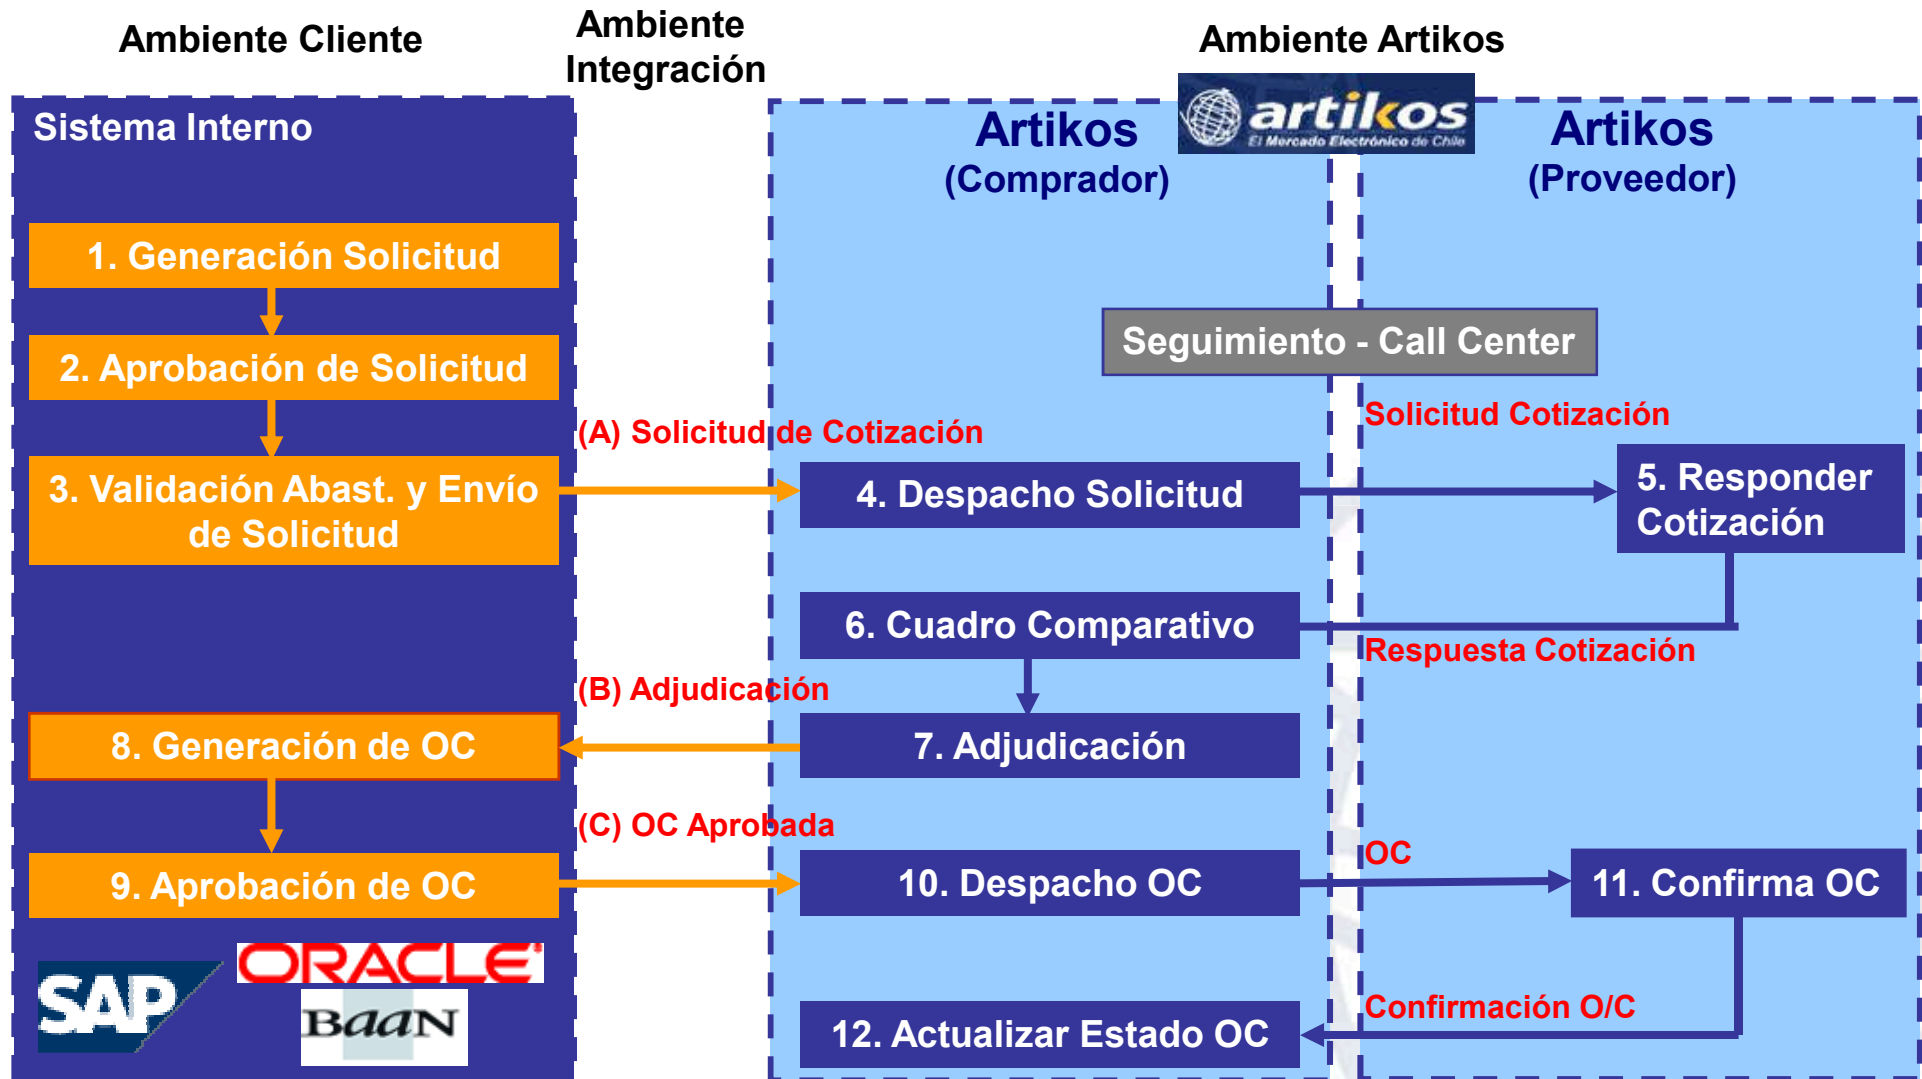 Ambiente Cliente
Ambiente
Integración
Ambiente Artikos
Sistema Interno
Artikos
(Comprador)
artikos
El Mercado Electrónico de Chile
Artikos
(Proveedor)
1. Generación Solicitud
Seguimiento - Call Center
2. Aprobación de Solicitud
(A) Solicitud de Cotización
Solicitud Cotización
3. Validación Abast. y Envío
de Solicitud
4. Despacho Solicitud
5. Responder
Cotización
6. Cuadro Comparativo
Respuesta Cotización
(B) Adjudicación
8. Generación de OC
7. Adjudicación
(C) OC Aprobada
OC
9. Aprobación de OC
10. Despacho OC
11. Confirma OC
SAP
ORACLE
BaaN
Confirmación O/C
12. Actualizar Estado OC